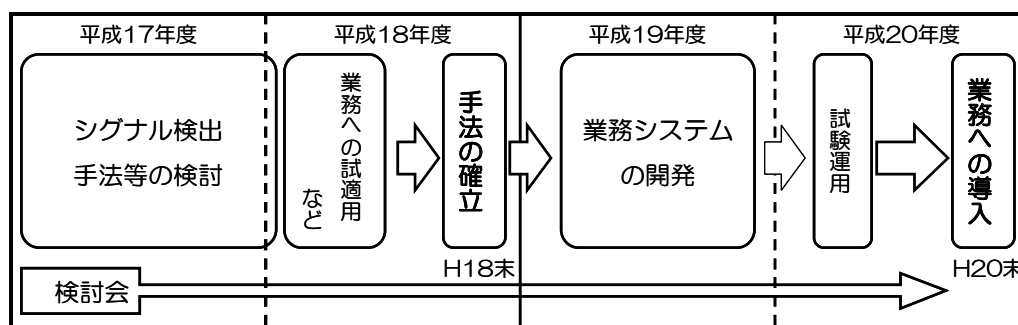 平成17年度
平成18年度
平成19年度
平成20年度
シグナル検出
手法等の検討
業務への試適用
など
手法の確立
業務システム
の開発
試験運用
業務への導入
H18末
H20末
検討会